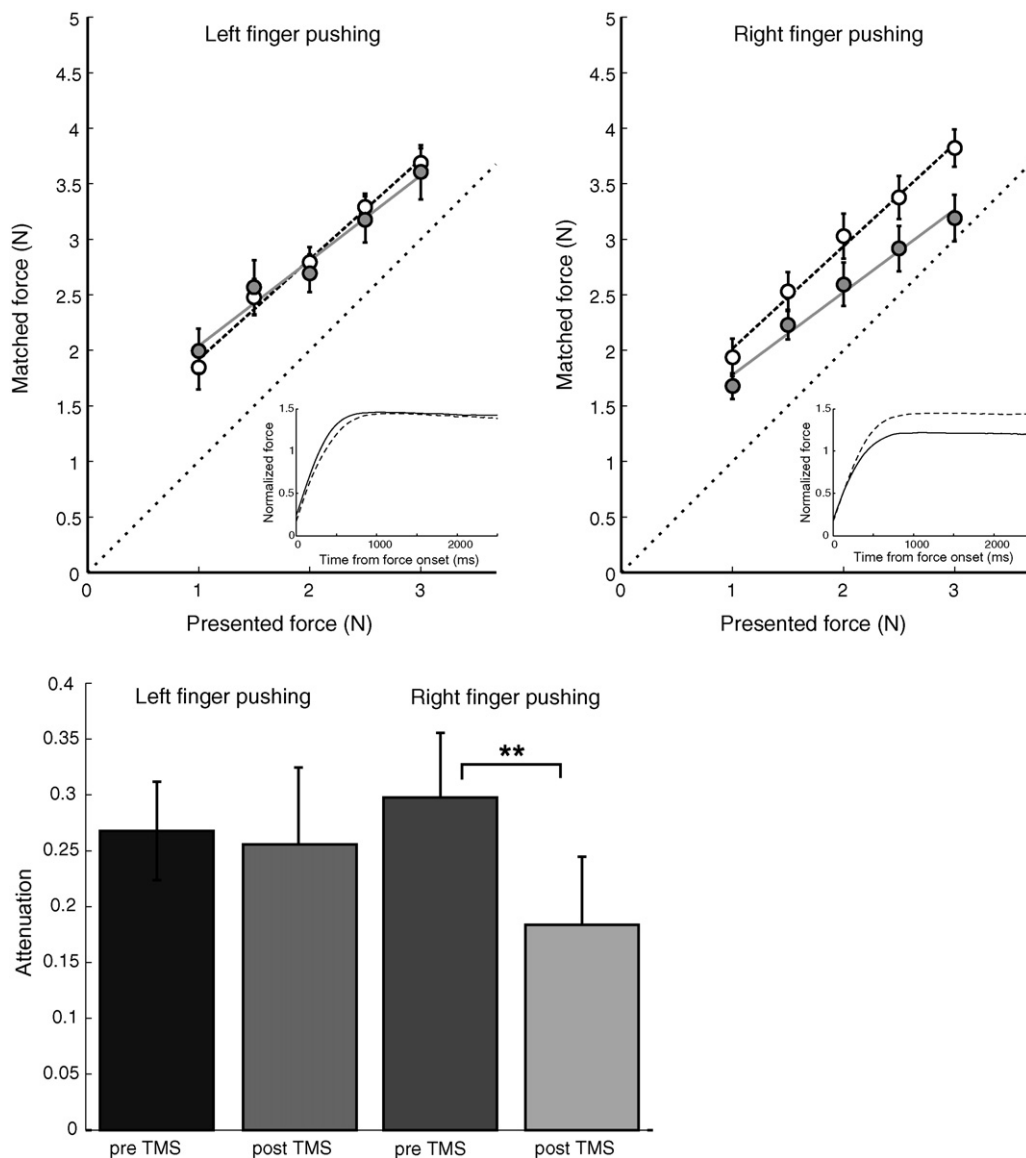 Left finger pushing
5
4.5
4
3.5
3
2.5
2
1.5
1
0.5
0
Matched force (N)
0 1 2 3
Presented force (N)
1.5
1
0.5
0
Normalized force
0 1000 2000
Time from force onset (ms)
Right finger pushing
5
4.5
4
3.5
3
2.5
2
1.5
1
0.5
0
Matched force (N)
0 1 2 3
Presented force (N)
1.5
1
0.5
0
Normalized force
0 1000 2000
Time from force onset (ms)
0.4
0.35
0.3
0.25
0.2
0.15
0.1
0.05
0
Attenuation
Left finger pushing Right finger pushing
**
pre TMS post TMS pre TMS post TMS